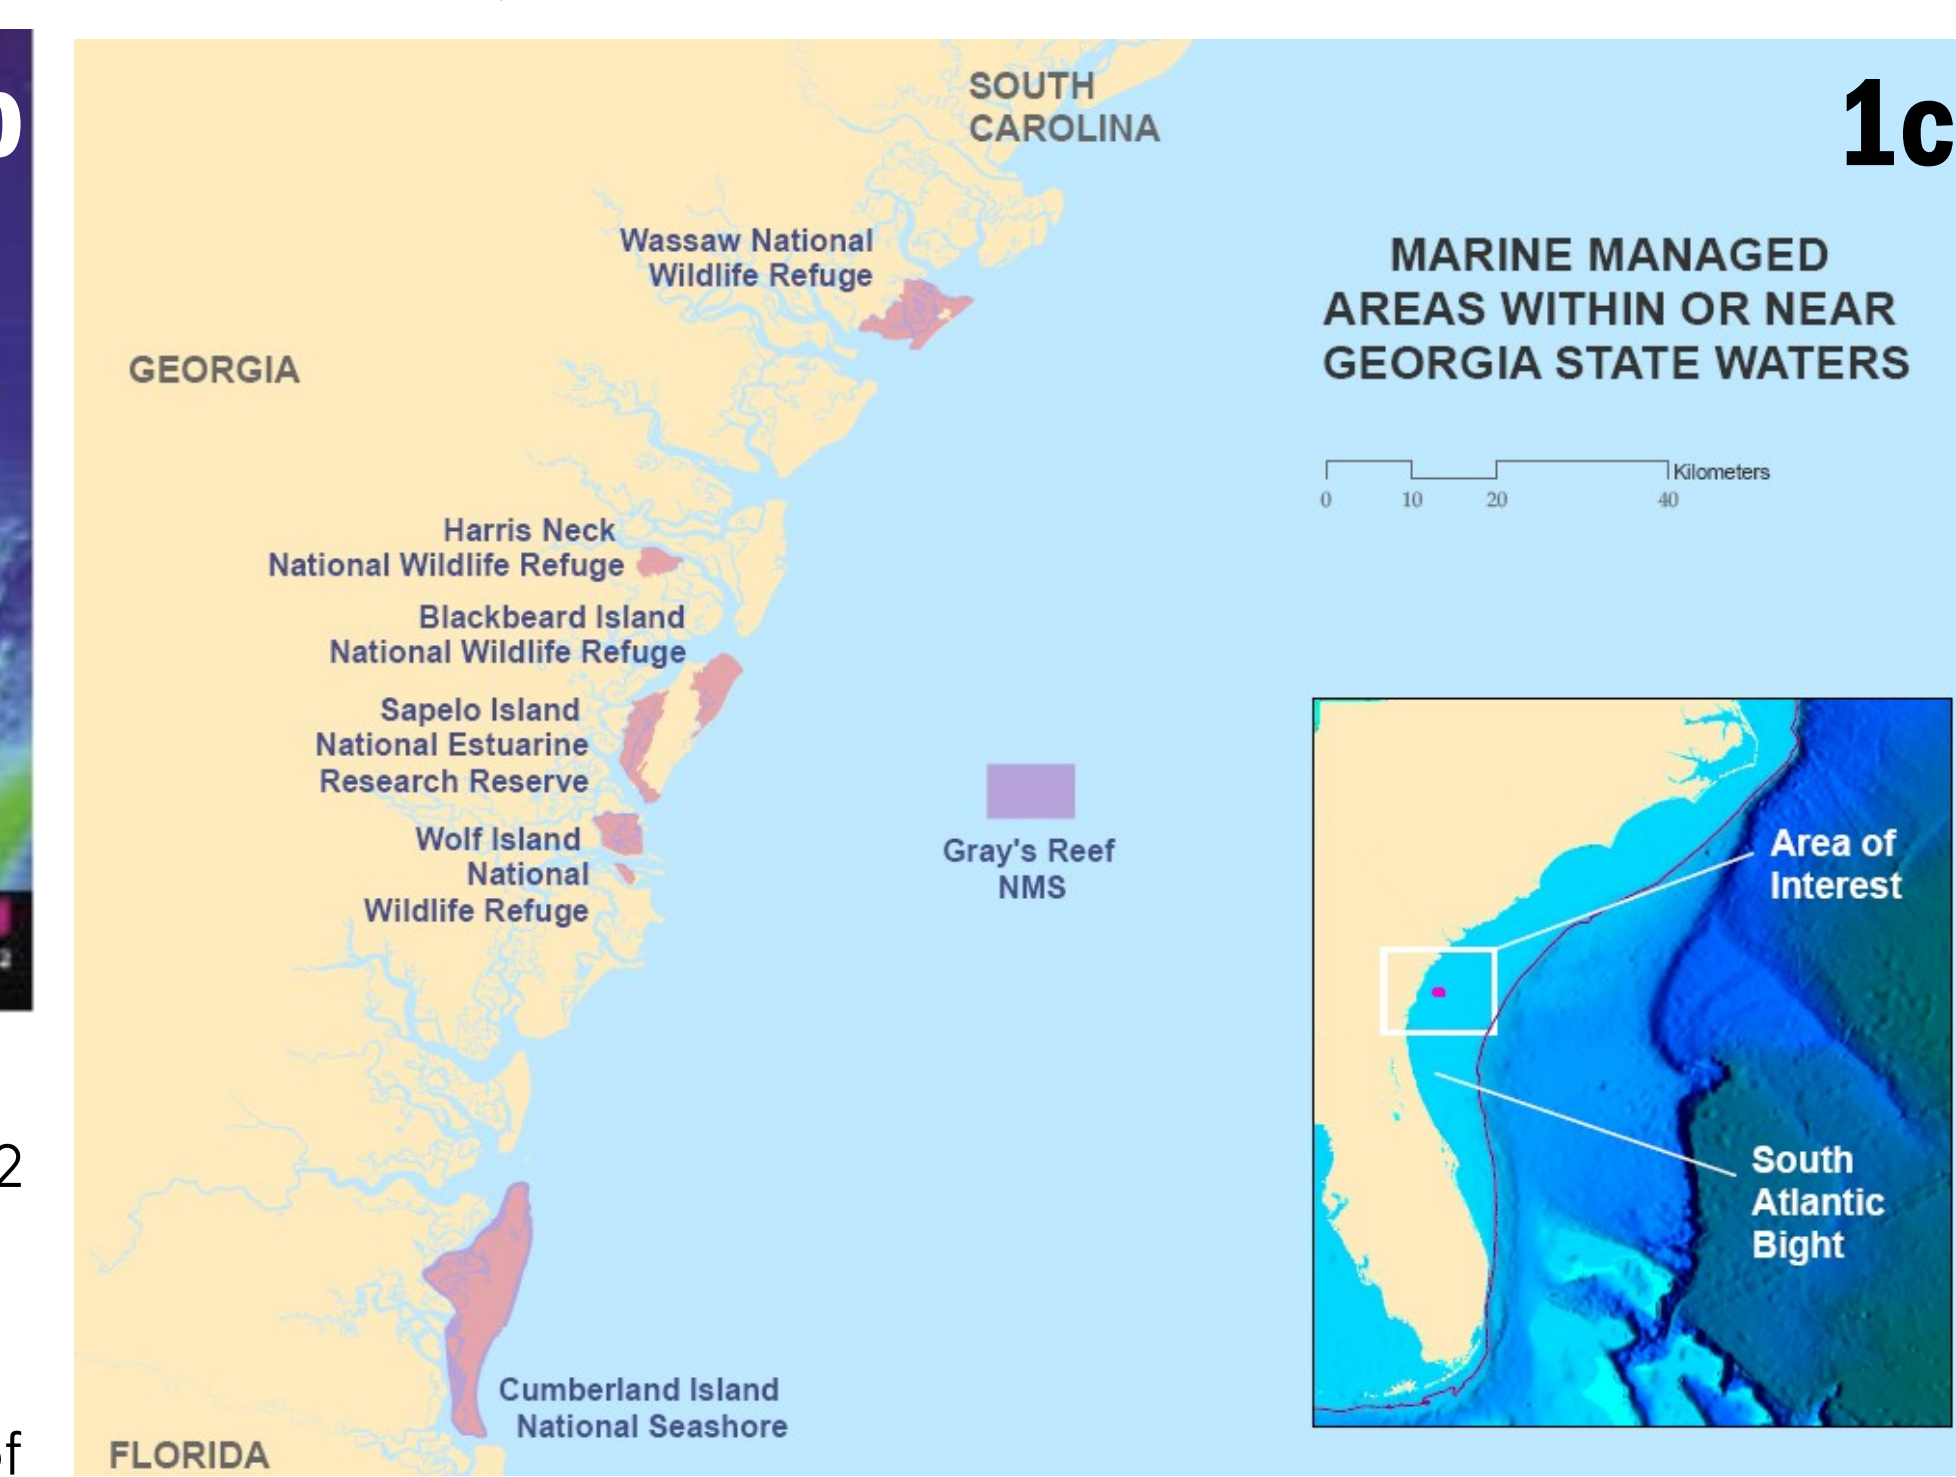 SOUTH
CAROLINA
1c
Wassaw National
Wildlife Refuge
MARINE MANAGED
AREAS WITHIN OR NEAR
GEORGIA STATE WATERS
GEORGIA
Kilometers
0 10 20 40
Harris Neck
National Wildlife Refuge
Blackbeard Island
National Wildlife Refuge
Sapelo Island
National Estuarine
Research Reserve
Wolf Island
National
Wildlife Refuge
Gray's Reef
NMS
Area of
Interest
South
Atlantic
Bight
Cumberland Island
National Seashore
FLORIDA
2
2